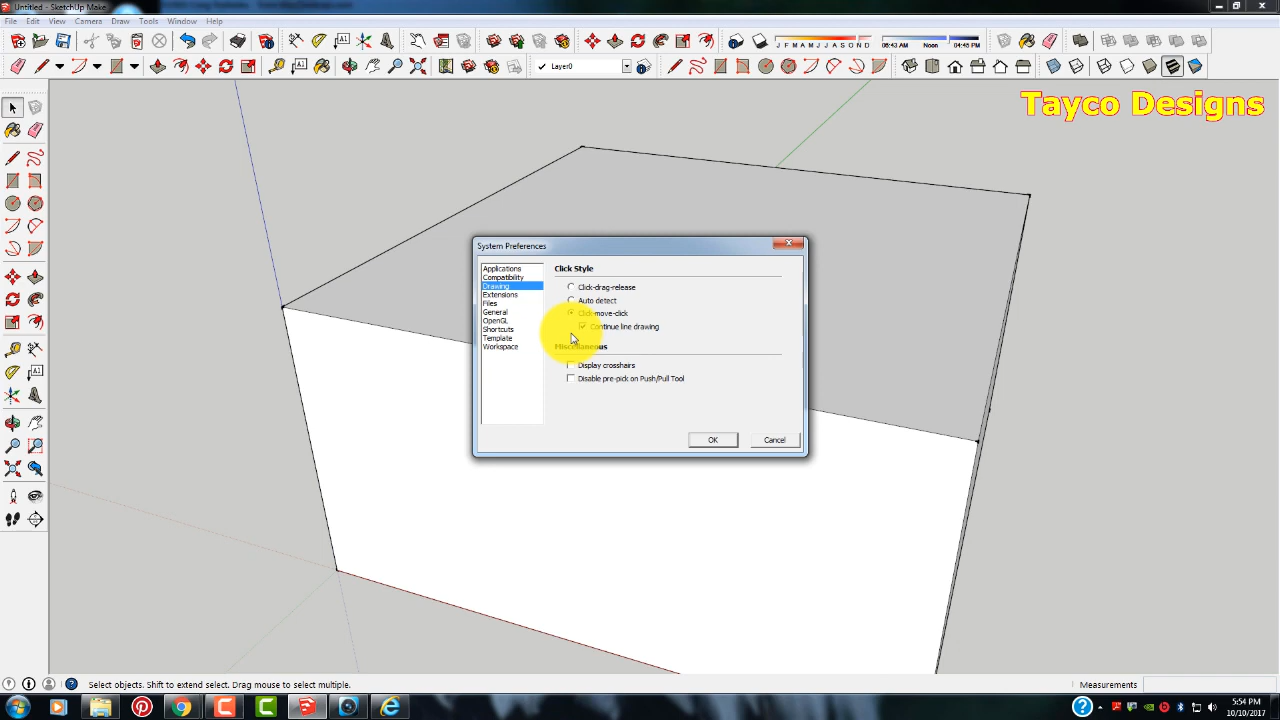 Untitled - SketchUp Make
File Edit View Camera Draw Tools Window Help
J F M A M J J A S O N D
06:43 AM Noon 04:45 PM
Layer0
Tayco Designs
System Preferences
Applications
Compatibility
Drawing
Extensions
Files
General
OpenGL
Shortcuts
Template
Workspace
Click Style
Click-drag-release
Auto detect
Click-move-click
Continue line drawing
Miscellaneous
Display crosshairs
Disable pre-pick on Push/Pull Tool
OK Cancel
Select objects. Shift to extend select. Drag mouse to select multiple.
Measurements
5:54 PM
10/10/2017